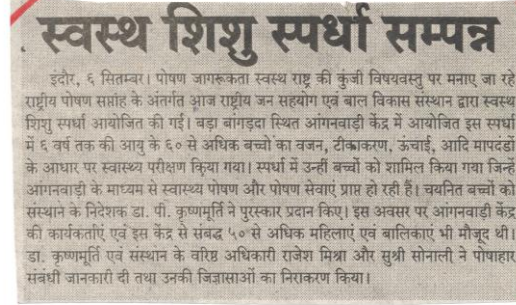 स्वस्थ शिशु स्पर्धा सम्पन्न
इंदौर, ६ सितम्बर। पोषण जागरूकता स्वस्थ राष्ट्र की कुंजी विषयवस्तु पर मनाए जा रहे
राष्ट्रीय पोषण सप्ताह के अंतर्गत आज राष्ट्रीय जन सहयोग एवं बाल विकास संस्थान द्वारा स्वस्थ
शिशु स्पर्धा आयोजित की गई। बड़ा बांगड़दा स्थित आंगनवाड़ी केंद्र में आयोजित इस स्पर्धा
में ६ वर्ष तक की आयु के ६० से अधिक बच्चों का वजन, टीकाकरण, ऊंचाई, आदि मापदंडों
के आधार पर स्वास्थ्य परीक्षण किया गया। स्पर्धा में उन्हीं बच्चों को शामिल किया गया जिन्हें
आंगनवाड़ी के माध्यम से स्वास्थ्य पोषण और पोषण सेवाएं प्राप्त हो रही हैं। चयनित बच्चों को
संस्थाने के निदेशक डा. पी. कृष्णमूर्ति ने पुरस्कार प्रदान किए। इस अवसर पर आंगनवाड़ी केंद्र
की कार्यकर्ताएं एवं इस केंद्र से संबद्ध ५० से अधिक महिलाएं एवं बालिकाएं भी मौजूद थी।
डा. कृष्णमूर्ति एवं संस्थान के वरिष्ठ अधिकारी राजेश मिश्रा और सुश्री सोनाली ने पोषाहार
संबंधी जानकारी दी तथा उनकी जिज्ञासाओं का निराकरण किया।